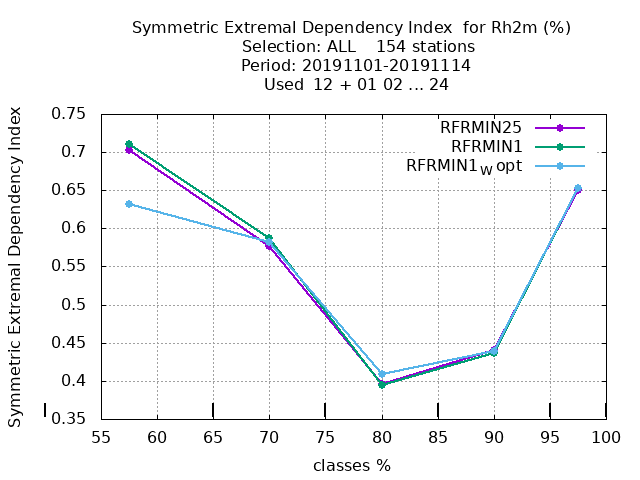 Symmetric Extremal Dependency Index  for Rh2m (%)
Selection: ALL    154 stations
Period: 20191101-20191114
Used  12 + 01 02 ... 24
Symmetric Extremal Dependency Index
0.75
0.7
0.65
0.6
0.55
0.5
0.45
0.4
0.35
RFRMIN25
RFRMIN1
RFRMIN1w opt
55 60 65 70 75 80 85 90 95 100
classes %